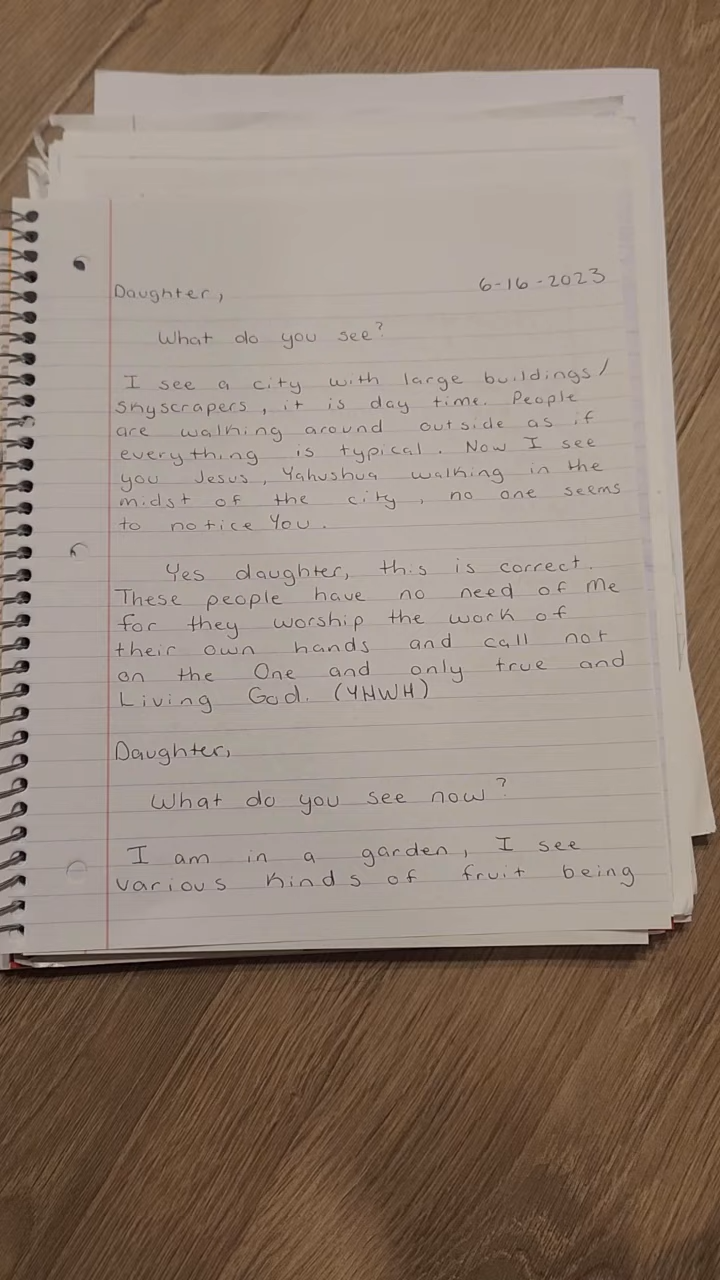 6-16-2023
Daughter,
What do you see?
I see a city with large buildings/
skyscrapers, it is day time. People
are walking around outside as if
everything is typical. Now I see
you Jesus, Yahushua walking in the
midst of the city, no one seems
to notice You.
Yes daughter, this is correct.
These people have no need of Me
for they worship the work of
their own hands and call not
on the One and only true and
Living God. (YHWH)
Daughter,
What do you see now?
I am in a garden, I see
various kinds of fruit being